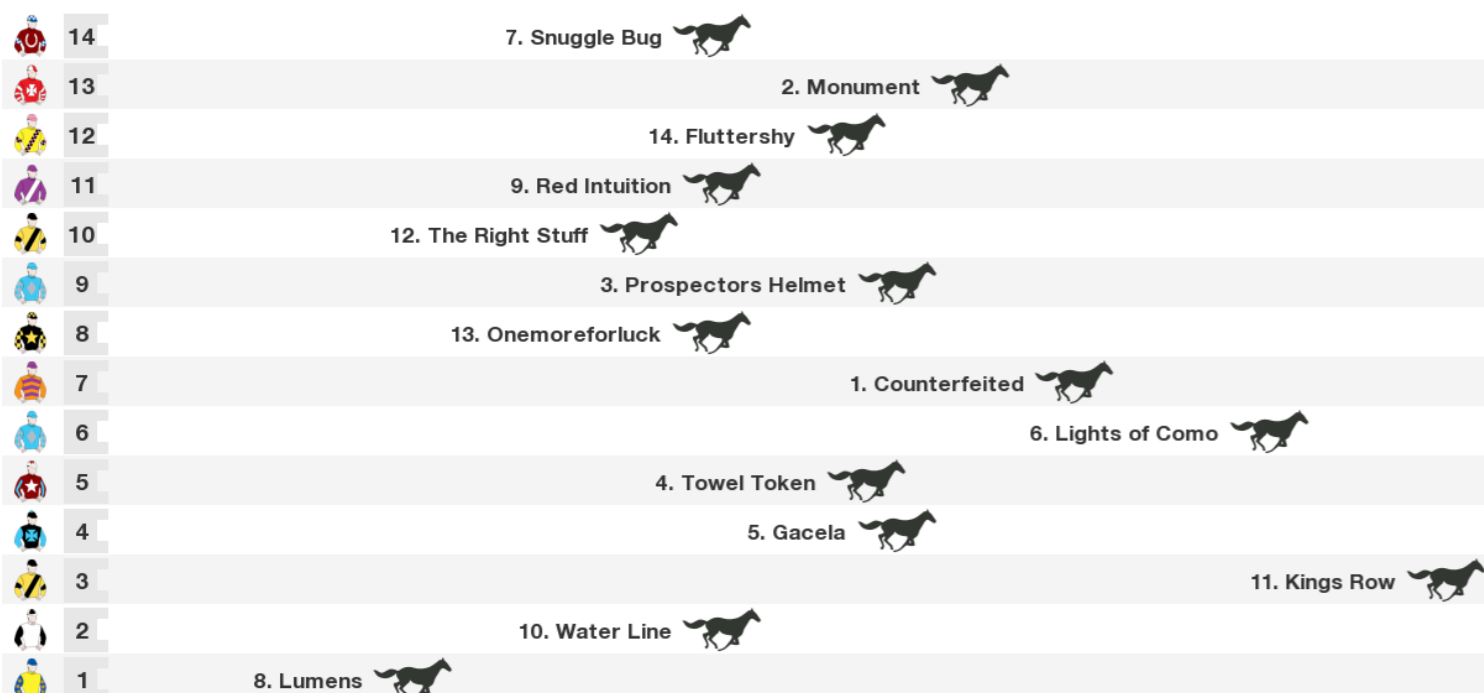 14 7. Snuggle Bug
13 2. Monument
12 14. Fluttershy
11 9. Red Intuition
10 12. The Right Stuff
9 3. Prospectors Helmet
8 13. Onemoreforluck
7 1. Counterfeited
6 6. Lights of Como
5 4. Towel Token
4 5. Gacela
3 11. Kings Row
2 10. Water Line
1 8. Lumens